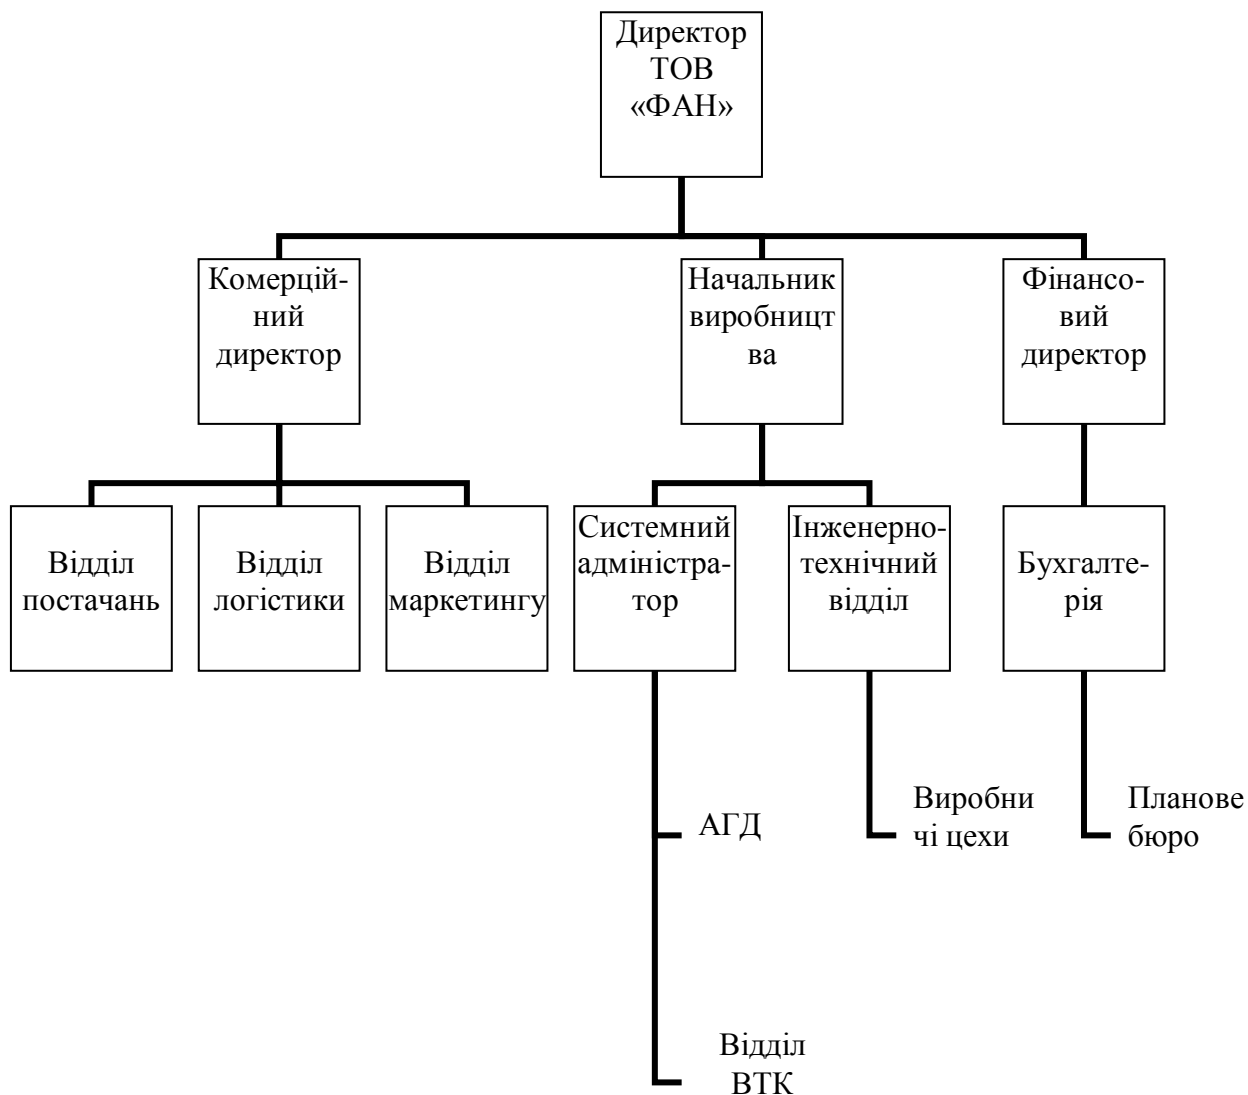 Директор
ТОВ
«ФАН»
Комерцій-
ний
директор
Начальник
виробницт
ва
Фінансо-
вий
директор
Відділ
постачань
Відділ
логістики
Відділ
маркетингу
Системний
адміністра-
тор
Інженерно-
технічний
відділ
Бухгалте-
рія
АГД
Виробни
чі цехи
Планове
бюро
Відділ
ВТК